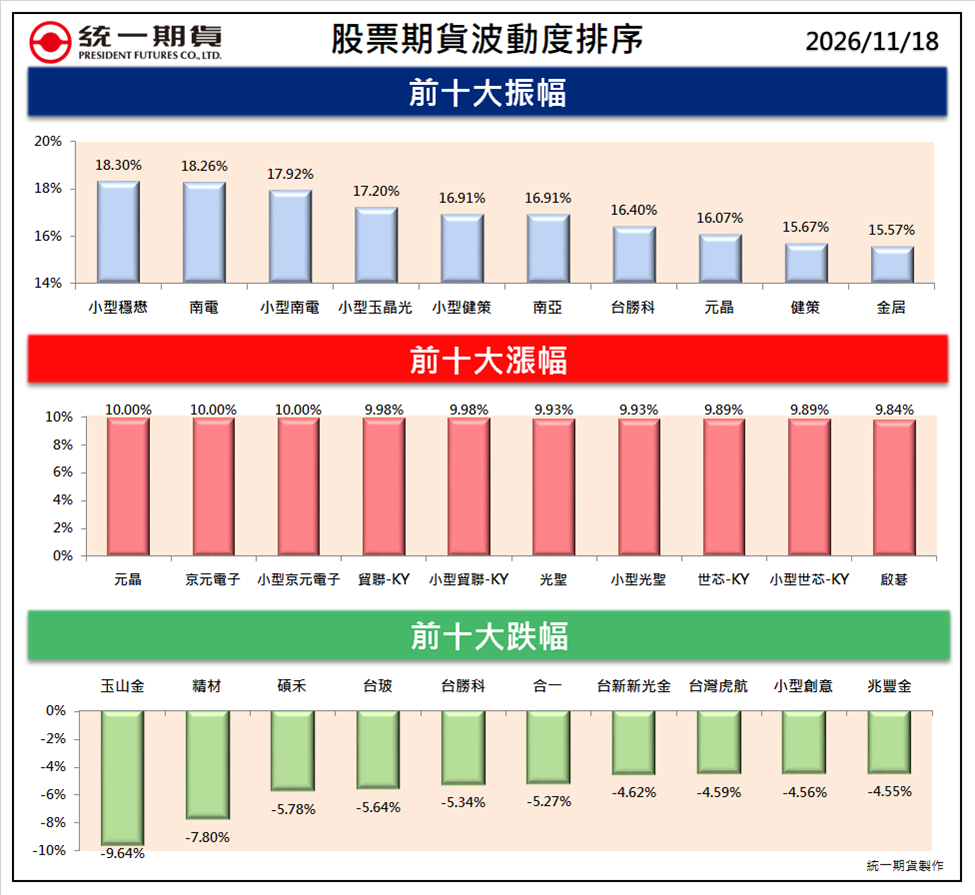 統一期貨
PRESIDENT FUTURES CO., LTD.
股票期貨波動度排序
2026/11/18
前十大振幅
20%
18%
16%
14%
18.30% 18.26% 17.92% 17.20% 16.91% 16.91% 16.40% 16.07% 15.67% 15.57%
小型穩懋 南電 小型南電 小型玉晶光 小型健策 南亞 台勝科 元晶 健策 金居
前十大漲幅
10%
8%
6%
4%
2%
0%
10.00% 10.00% 10.00% 9.98% 9.98% 9.93% 9.93% 9.89% 9.89% 9.84%
元晶 京元電子 小型京元電子 貿聯-KY 小型貿聯-KY 光聖 小型光聖 世芯-KY 小型世芯-KY 啟碁
前十大跌幅
玉山金 精材 碩禾 台玻 台勝科 合一 台新新光金 台灣虎航 小型創意 兆豐金
0%
-2%
-4%
-6%
-8%
-10%
-9.64% -7.80% -5.78% -5.64% -5.34% -5.27% -4.62% -4.59% -4.56% -4.55%
統一期貨製作